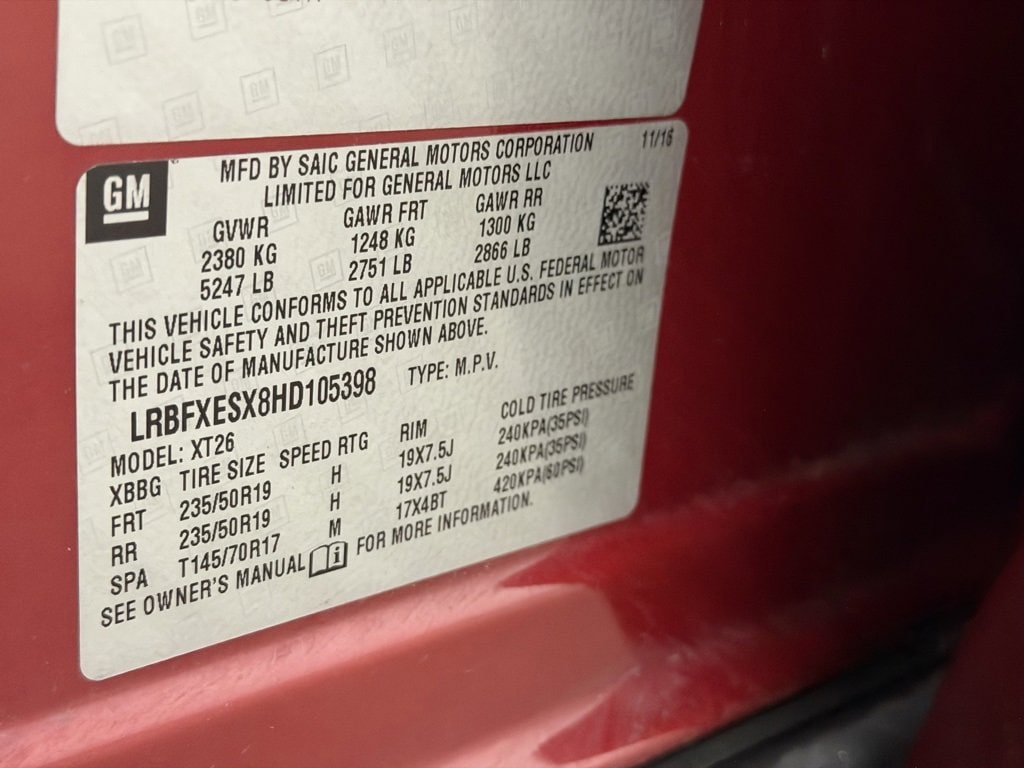 MFD BY SAIC GENERAL MOTORS CORPORATION
11/16
LIMITED FOR GENERAL MOTORS LLC
GM
GVWR GAWR FRT GAWR RR
2380 KG 1248 KG 1300 KG
5247 LB 2751 LB 2866 LB
THIS VEHICLE CONFORMS TO ALL APPLICABLE U.S. FEDERAL MOTOR
VEHICLE SAFETY AND THEFT PREVENTION STANDARDS IN EFFECT ON
THE DATE OF MANUFACTURE SHOWN ABOVE.
LRBFXESX8HD105398 TYPE: M.P.V.
MODEL: XT26
XBBG TIRE SIZE SPEED RTG RIM COLD TIRE PRESSURE
FRT 235/50R19 H 19X7.5J 240KPA(35PSI)
RR 235/50R19 H 19X7.5J 240KPA(35PSI)
SPA T145/70R17 M 17X4BT 420KPA(60PSI)
SEE OWNER'S MANUAL FOR MORE INFORMATION.